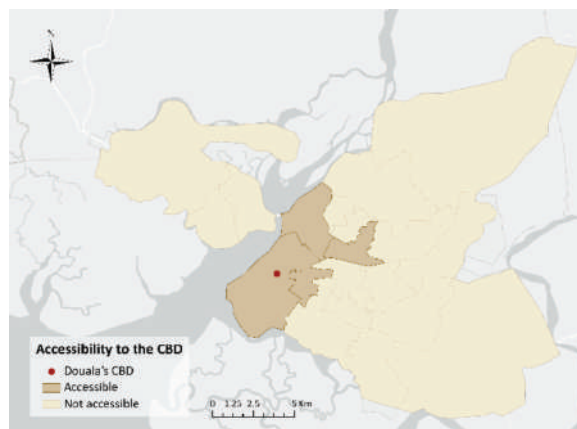 Accessibility to the CBD
Douala's CBD
Accessible
Not accessible
0 1.25 2.5 5 Km